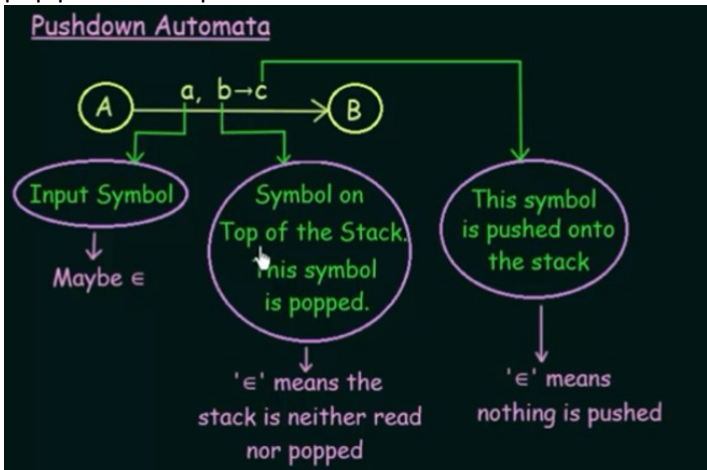 Pushdown Automata
a, b→c
A
B
Input Symbol
Maybe ∈
Symbol on
Top of the Stack.
This symbol
is popped.
'∈' means the
stack is neither read
nor popped
This symbol
is pushed onto
the stack
'∈' means
nothing is pushed